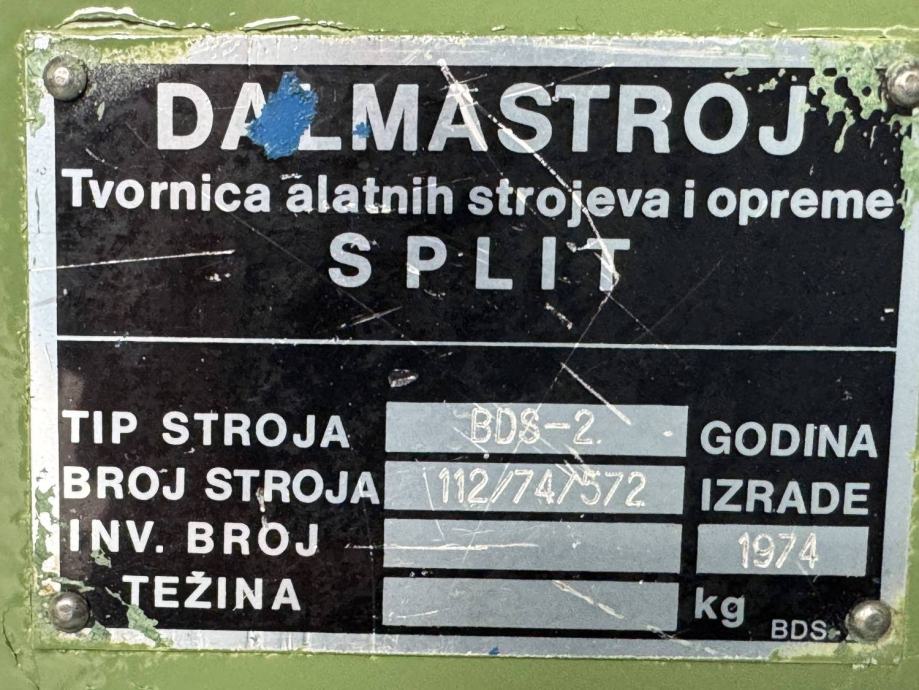 DALMASTROJ
Tvornica alatnih strojeva i opreme
SPLIT
TIP STROJA BDS-2 GODINA
BROJ STROJA 112/74/572 IZRADE
INV. BROJ 1974
TEŽINA kg
BDS